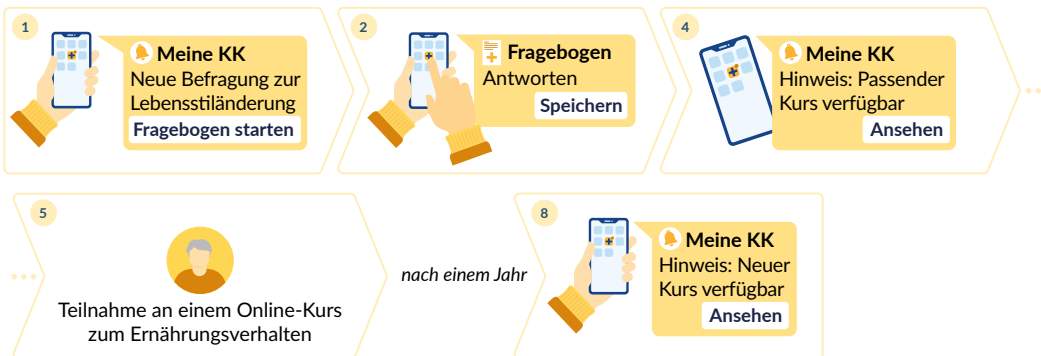 1
Meine KK
Neue Befragung zur
Lebensstiländerung
Fragebogen starten
2
Fragebogen
Antworten
Speichern
4
Meine KK
Hinweis: Passender
Kurs verfügbar
Ansehen
5
Teilnahme an einem Online-Kurs
zum Ernährungsverhalten
nach einem Jahr
8
Meine KK
Hinweis: Neuer
Kurs verfügbar
Ansehen